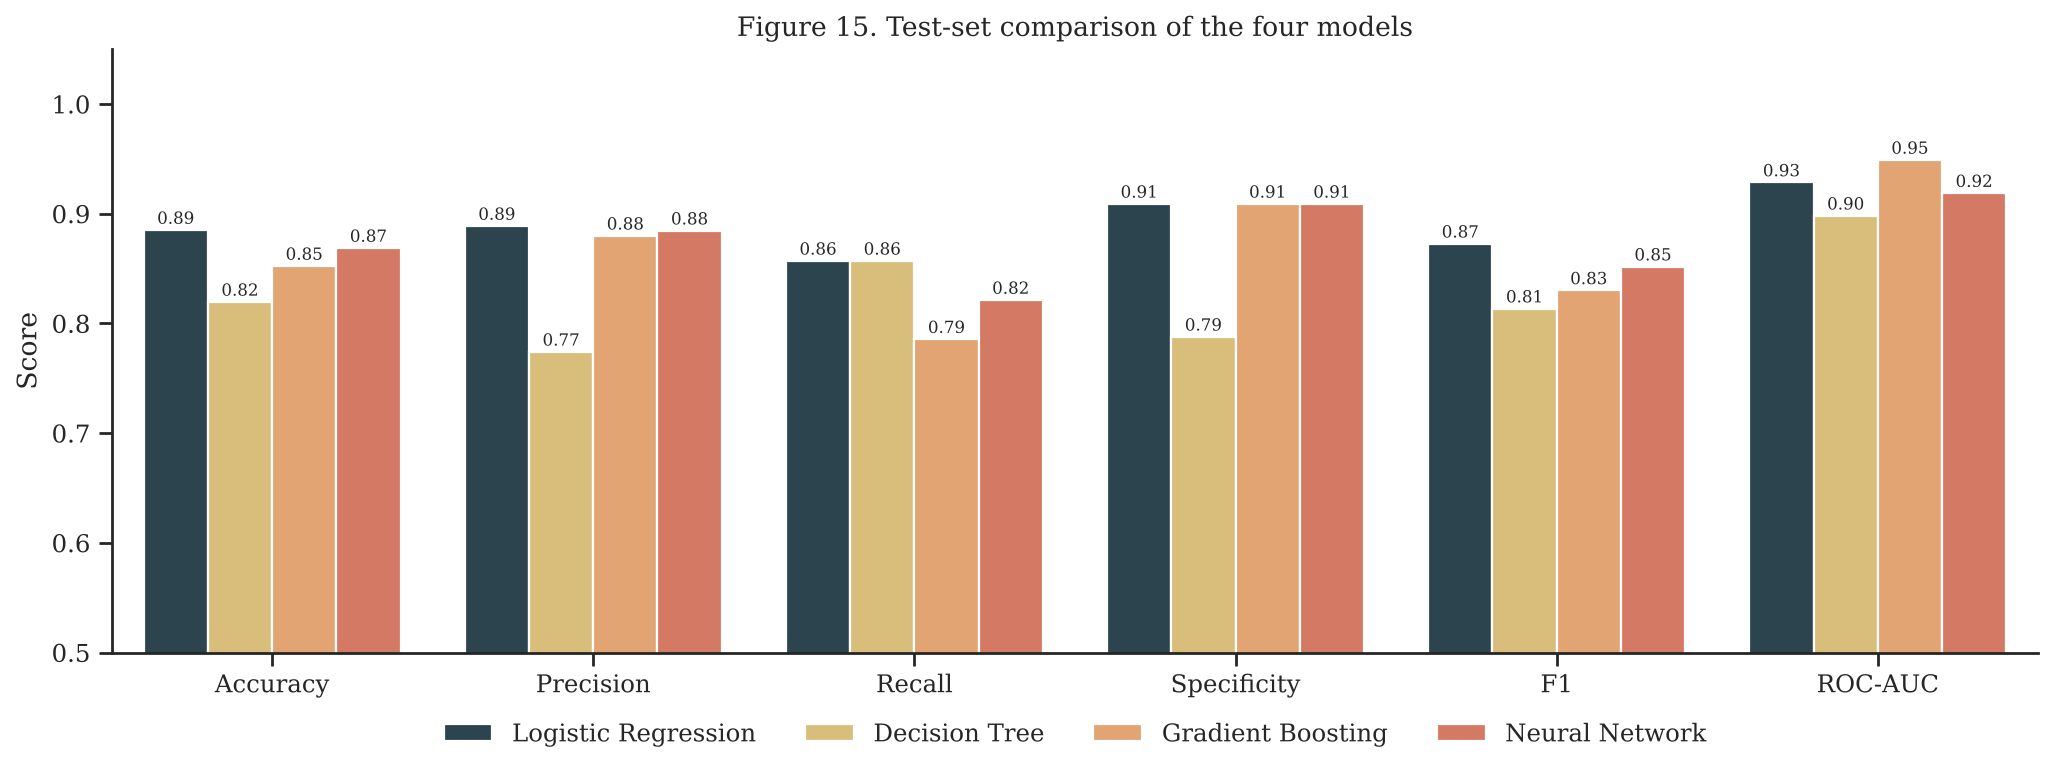 Figure 15. Test-set comparison of the four models
Score
1.0
0.9
0.8
0.7
0.6
0.5
0.89 0.82 0.85 0.87
0.89 0.77 0.88 0.88
0.86 0.86 0.79 0.82
0.91 0.79 0.91 0.91
0.87 0.81 0.83 0.85
0.93 0.90 0.95 0.92
Accuracy Precision Recall Specificity F1 ROC-AUC
Logistic Regression Decision Tree Gradient Boosting Neural Network